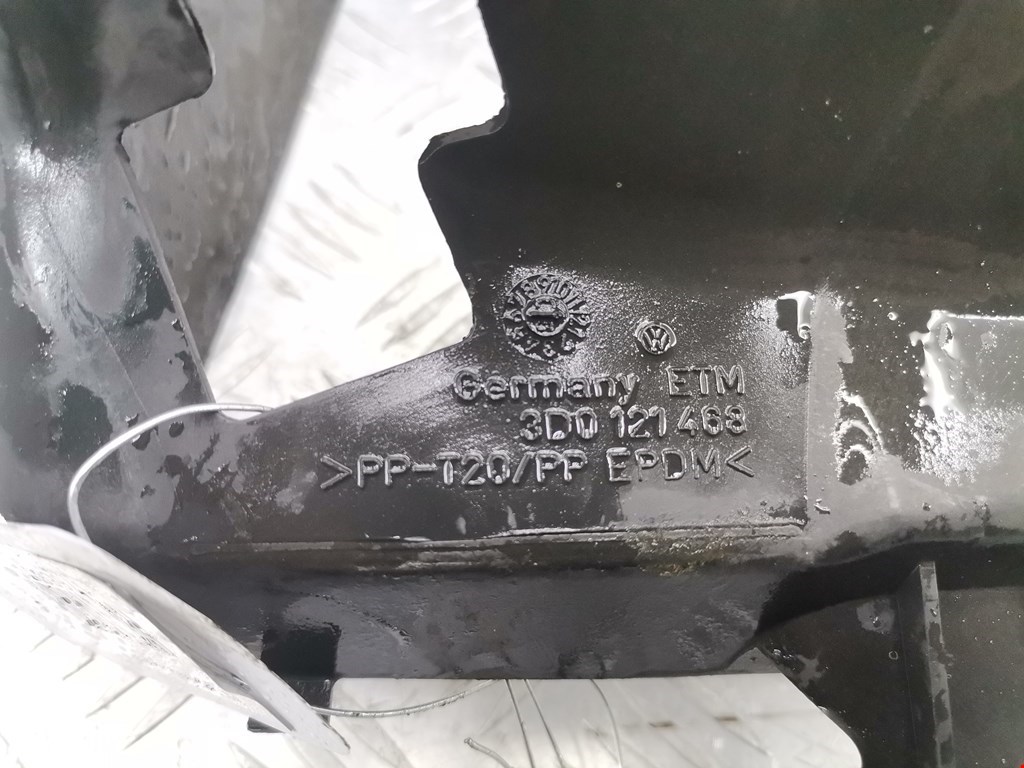 Germany ETM
3D0 121 468
>PP-T20/PP EPDM<